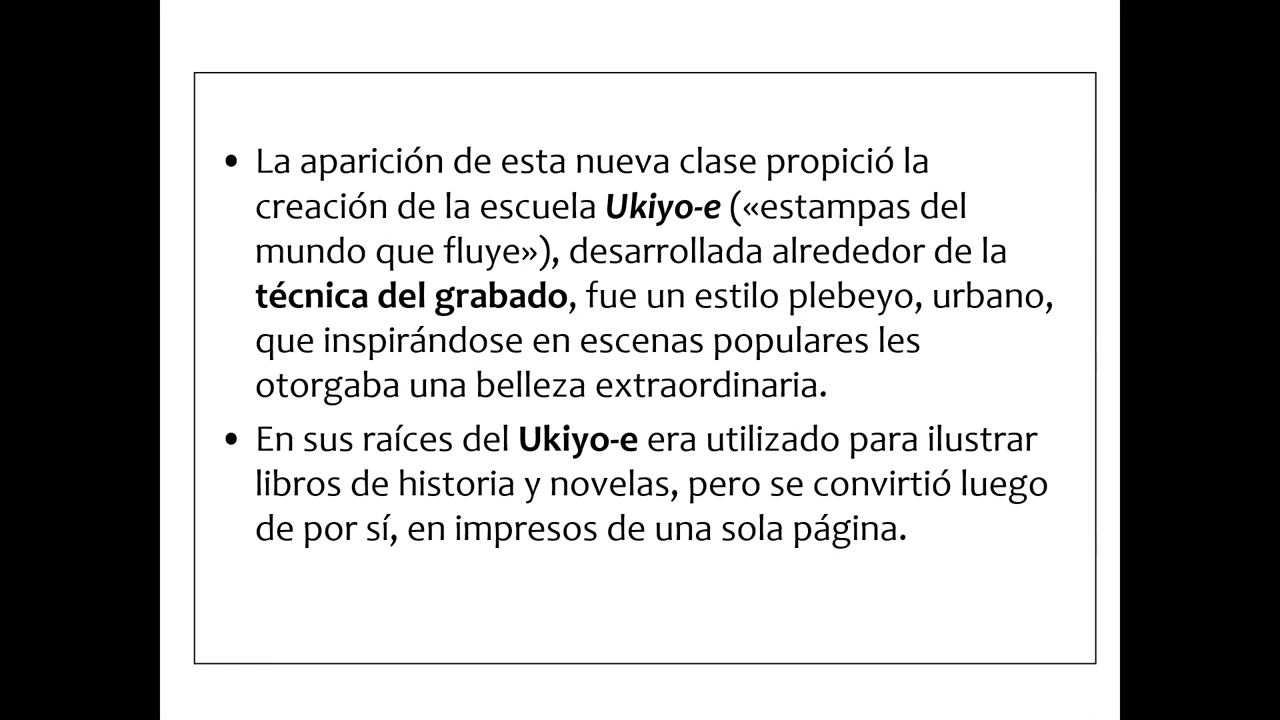 • La aparición de esta nueva clase propició la
creación de la escuela Ukiyo-e («estampas del
mundo que fluye»), desarrollada alrededor de la
técnica del grabado, fue un estilo plebeyo, urbano,
que inspirándose en escenas populares les
otorgaba una belleza extraordinaria.
• En sus raíces del Ukiyo-e era utilizado para ilustrar
libros de historia y novelas, pero se convirtió luego
de por sí, en impresos de una sola página.